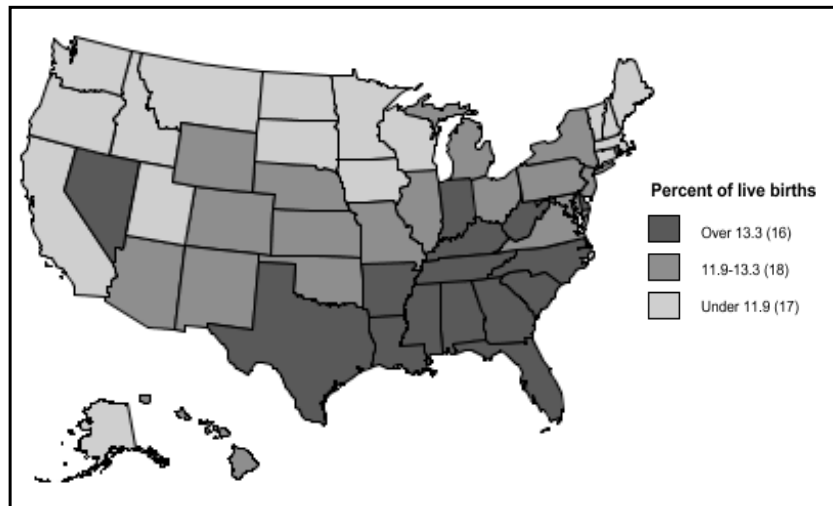 Percent of live births
Over 13.3 (16)
11.9-13.3 (18)
Under 11.9 (17)